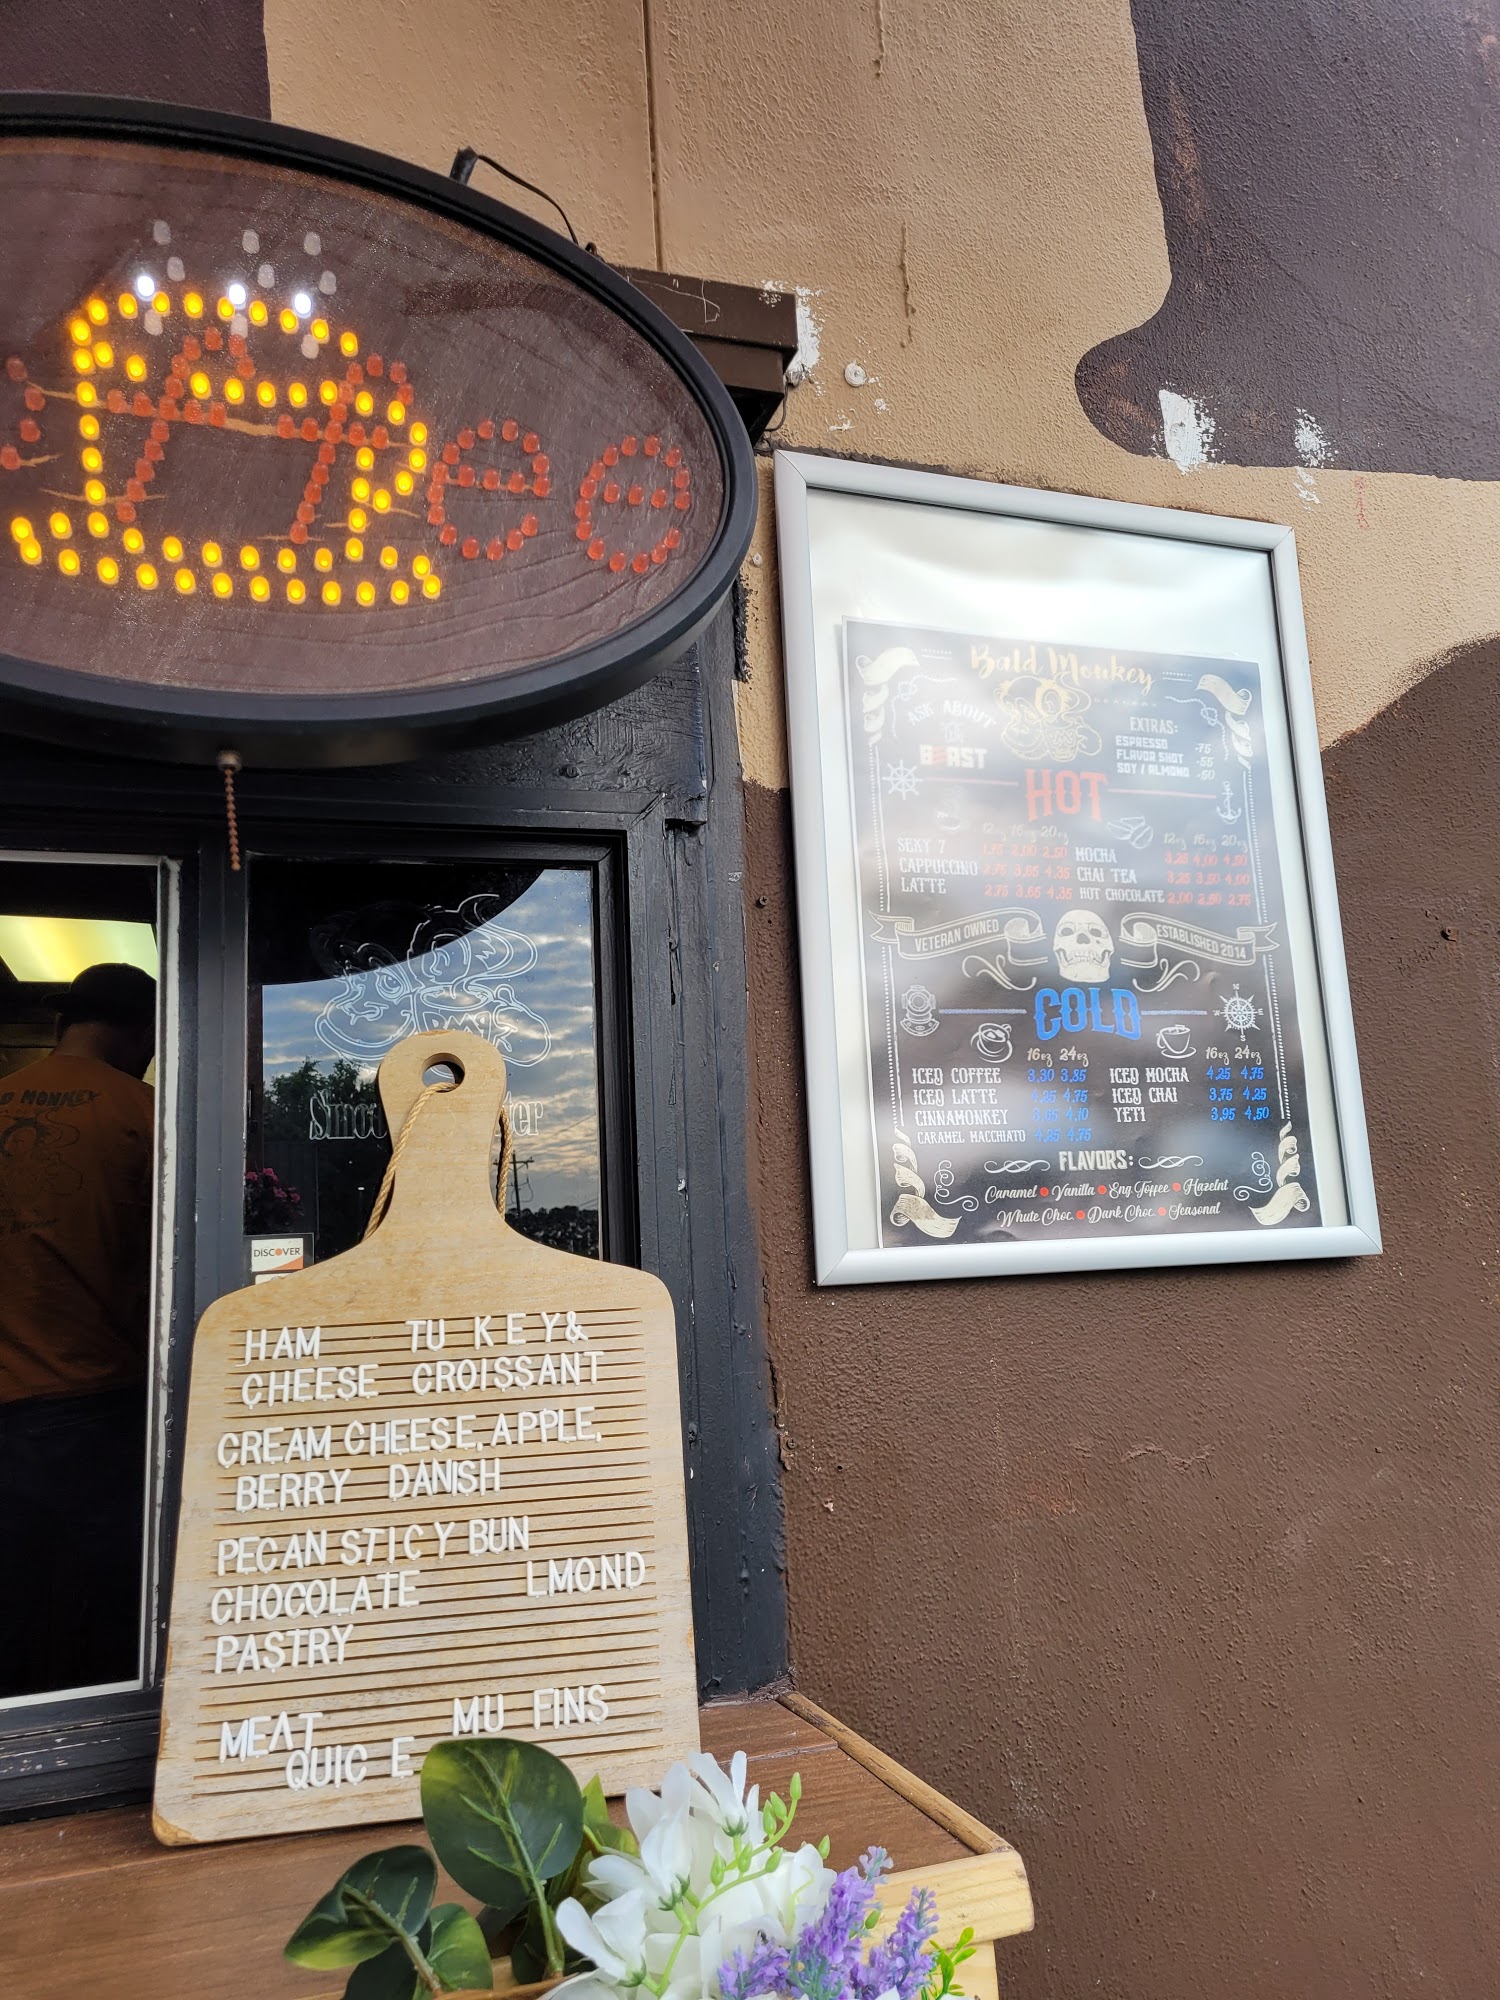 ee
Bald Monkey
ASK ABOUT
BEAST
EXTRAS:
ESPRESSO .75
FLAVOR SHOT .55
SOY / ALMOND .50
HOT
12oz 16oz 20oz
SEXY 7 1.75 2.00 2.50
CAPPUCCINO 2.75 3.65 4.35
LATTE 2.75 3.65 4.35
12oz 16oz 20oz
MOCHA 3.25 4.00 4.50
CHAI TEA 3.25 3.50 4.00
HOT CHOCOLATE 2.00 2.50 2.75
VETERAN OWNED
ESTABLISHED 2014
COLD
16oz 24oz
ICED COFFEE 3.30 3.85
ICED LATTE 4.25 4.75
CINNAMONKEY 3.65 4.10
CARAMEL MACCHIATO 4.25 4.75
16oz 24oz
ICED MOCHA 4.25 4.75
ICED CHAI 3.75 4.25
YETI 3.95 4.50
FLAVORS:
Caramel • Vanilla • Eng. Toffee • Hazelnt
White Choc. • Dark Choc. • Seasonal
D MONKEY
DISCOVER
HAM TU KEY&
CHEESE CROISSANT
CREAM CHEESE, APPLE,
BERRY DANISH
PECAN STICY BUN
CHOCOLATE LMOND
PASTRY
MEAT MU FINS
QUIC E